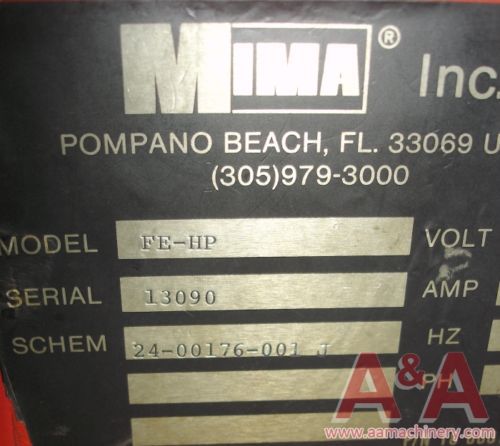 MIMA® Inc.
POMPANO BEACH, FL. 33069 U
(305)979-3000
MODEL FE-HP VOLT
SERIAL 13090 AMP
SCHEM 24-00176-001 J HZ
PH
A&A
www.aamachinery.com